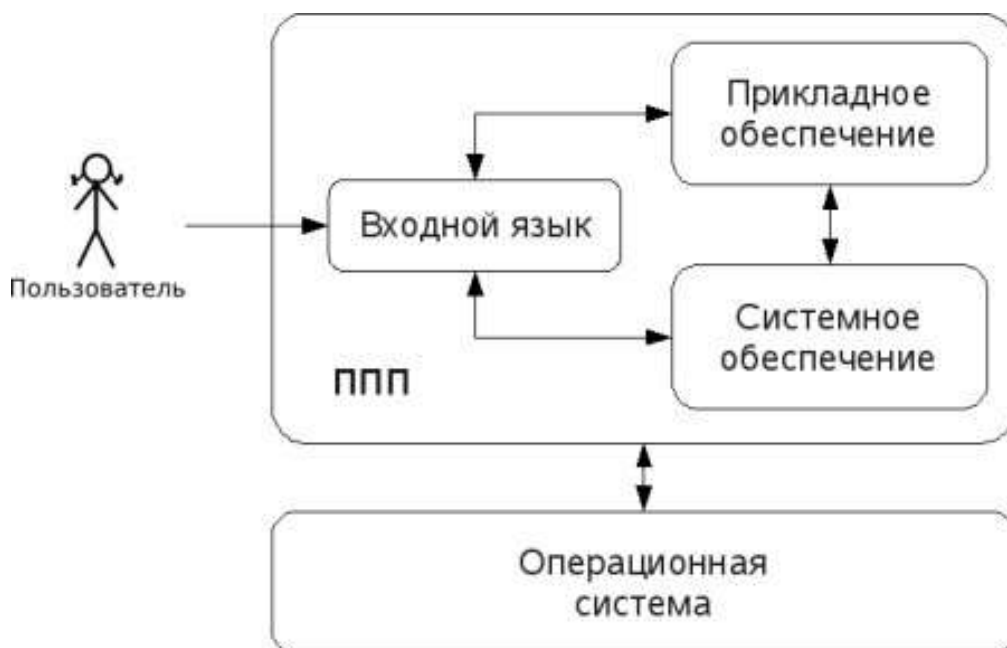 Прикладное
обеспечение
Входной язык
Пользователь
Системное
обеспечение
ППП
Операционная
система